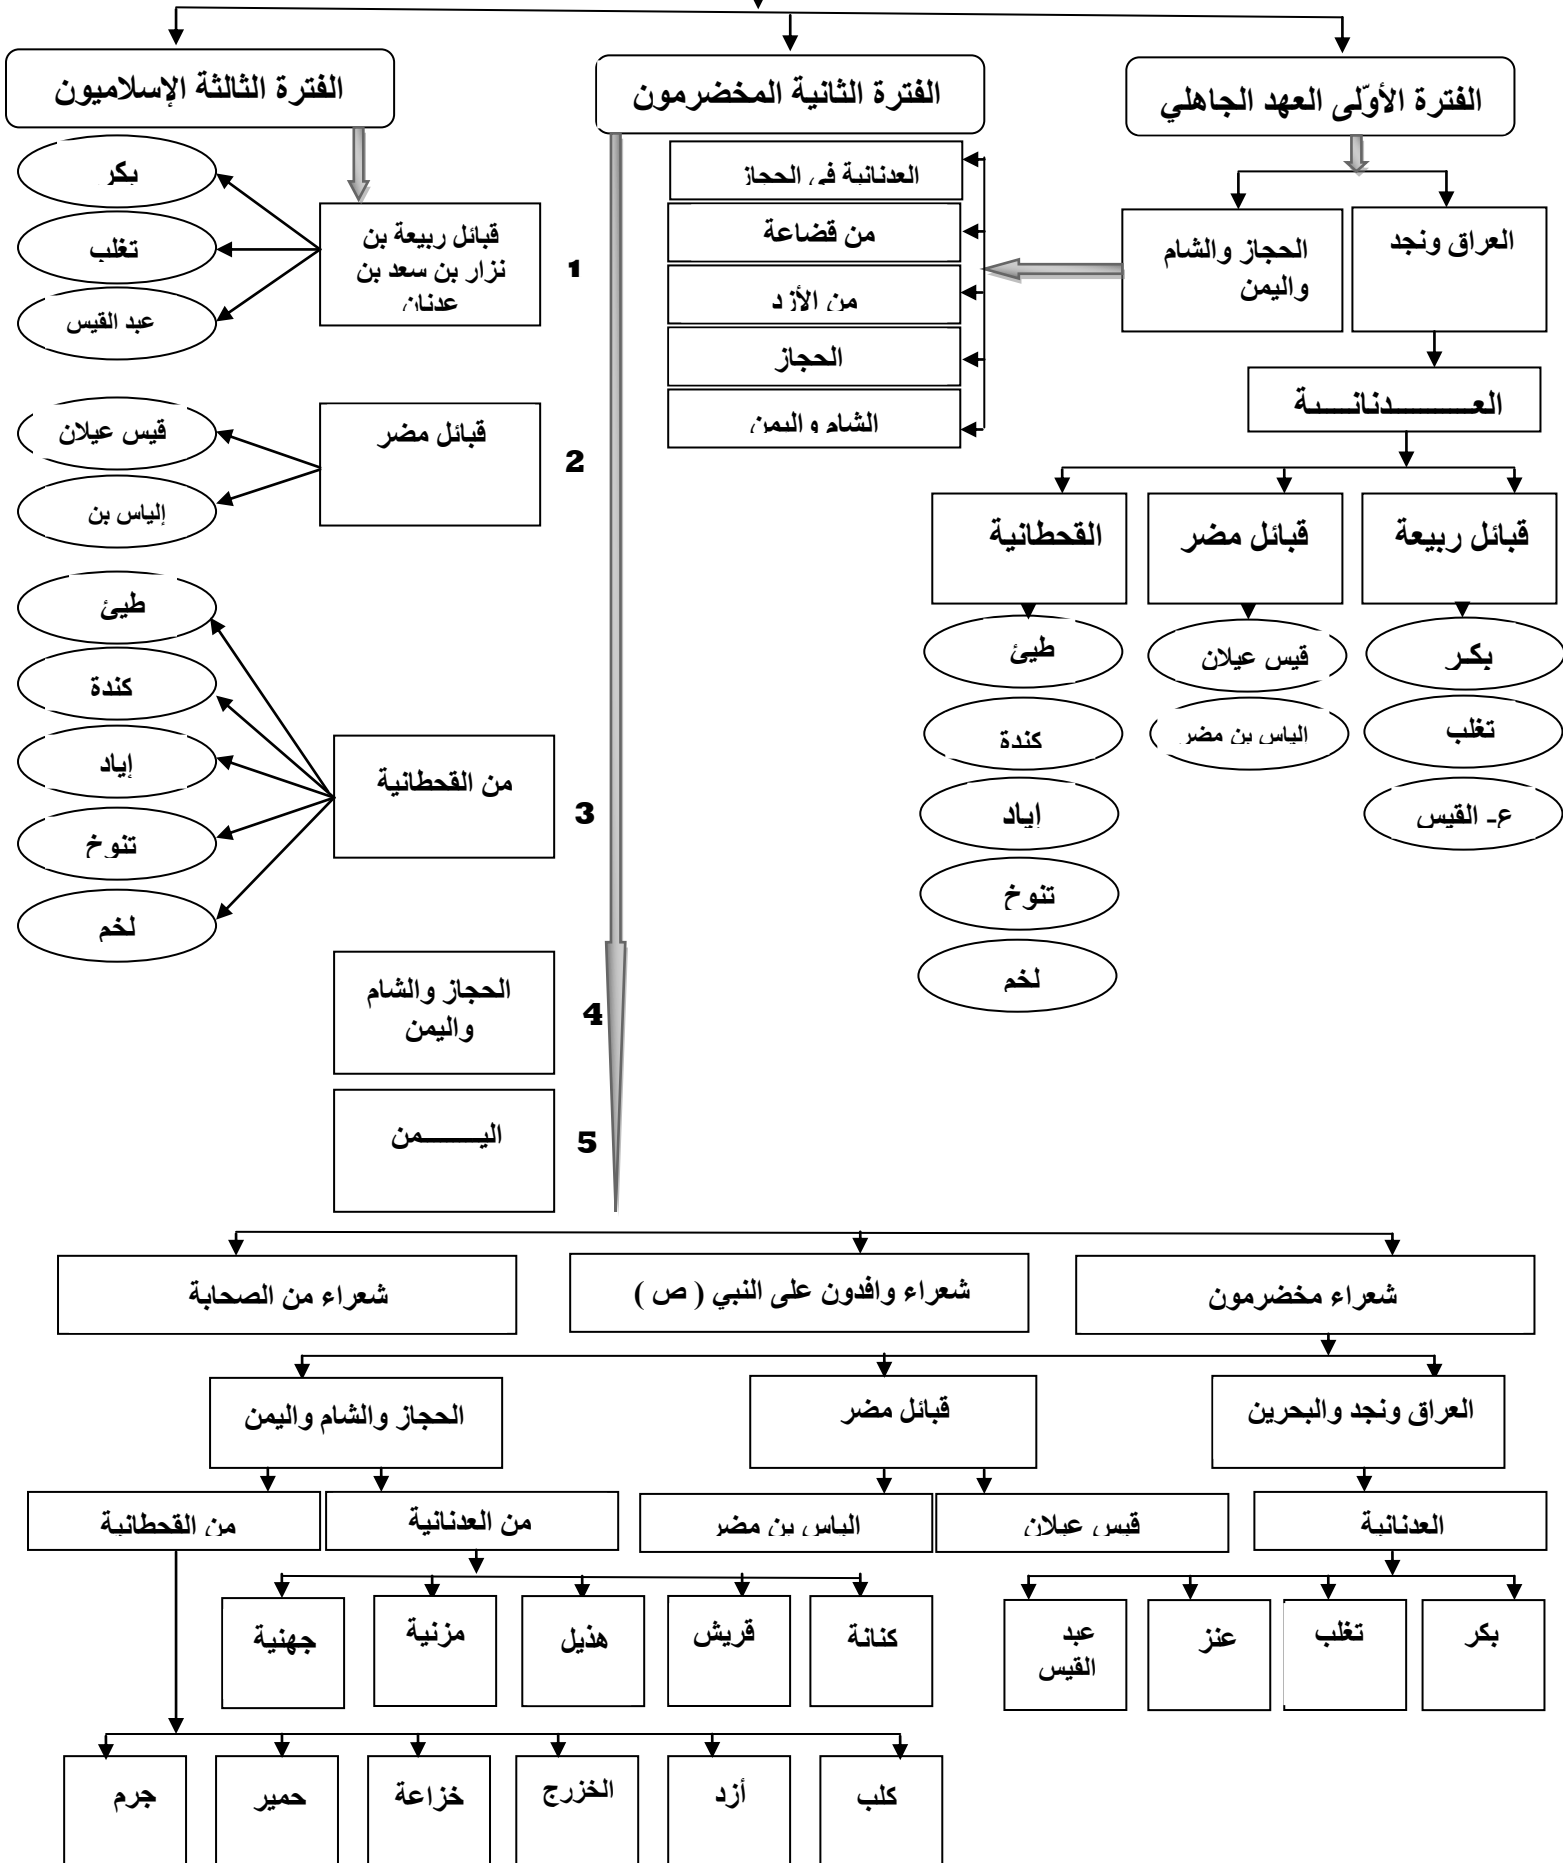 الفترة الأوّلى العهد الجاهلي
الفترة الثانية المخضرمون
الفترة الثالثة الإسلاميون
العراق ونجد
الحجاز والشام
واليمن
العـــــــدنانـــــية
قبائل ربيعة
قبائل مضر
القحطانية
بكـر
تغلب
ع- القيس
قيس عيلان
الياس بن مضر
طيئ
كندة
إياد
تنوخ
لخم
العدنانية في الحجاز
من قضاعة
من الأزد
الحجاز
الشام و اليمن
1
قبائل ربيعة بن
نزار بن سعد بن
عدنان
بكر
تغلب
عبد القيس
2
قبائل مضر
قيس عيلان
إلياس بن
3
من القحطانية
طيئ
كندة
إياد
تنوخ
لخم
4
الحجاز والشام
واليمن
5
اليـــــــمن
شعراء مخضرمون
شعراء وافدون على النبي ( ص )
شعراء من الصحابة
العراق ونجد والبحرين
قبائل مضر
الحجاز والشام واليمن
العدنانية
قيس عيلان
الياس بن مضر
من العدنانية
من القحطانية
بكر
تغلب
عنز
عبد
القيس
كنانة
قريش
هذيل
مزنية
جهنية
كلب
أزد
الخزرج
خزاعة
حمير
جرم